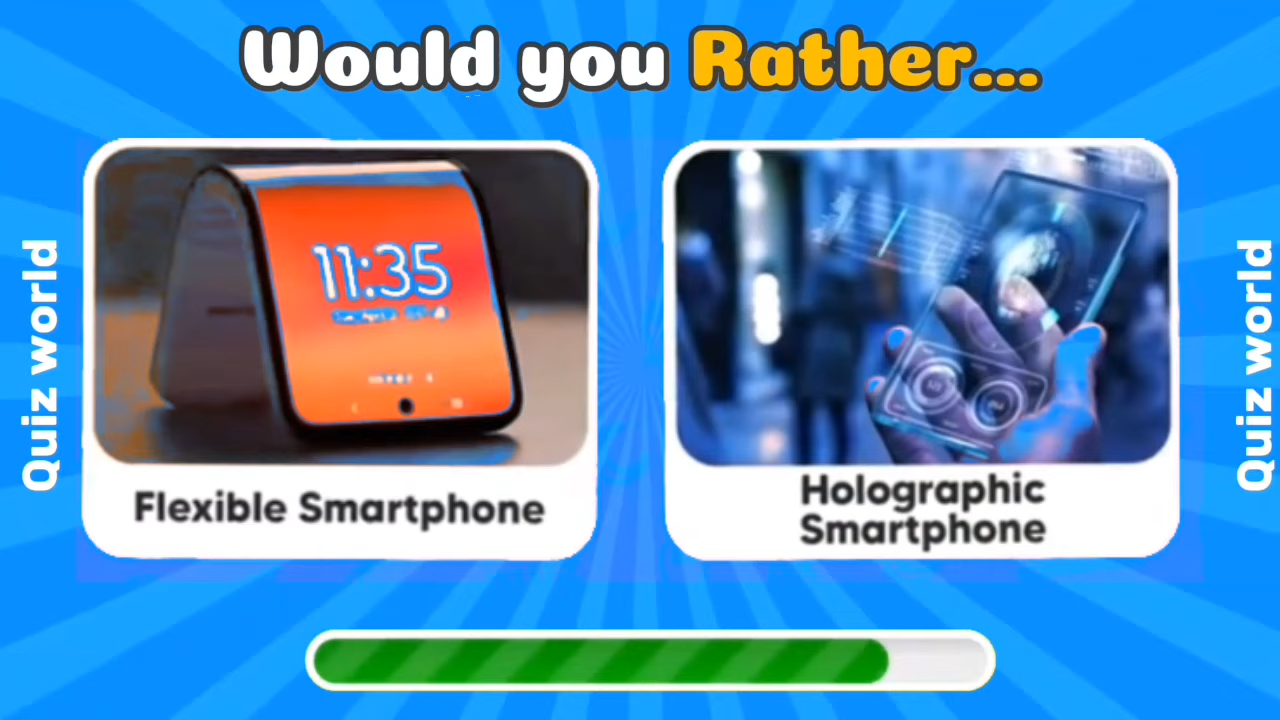 Would you Rather...
Quiz world
11:35
Flexible Smartphone
Holographic
Smartphone
Quiz world